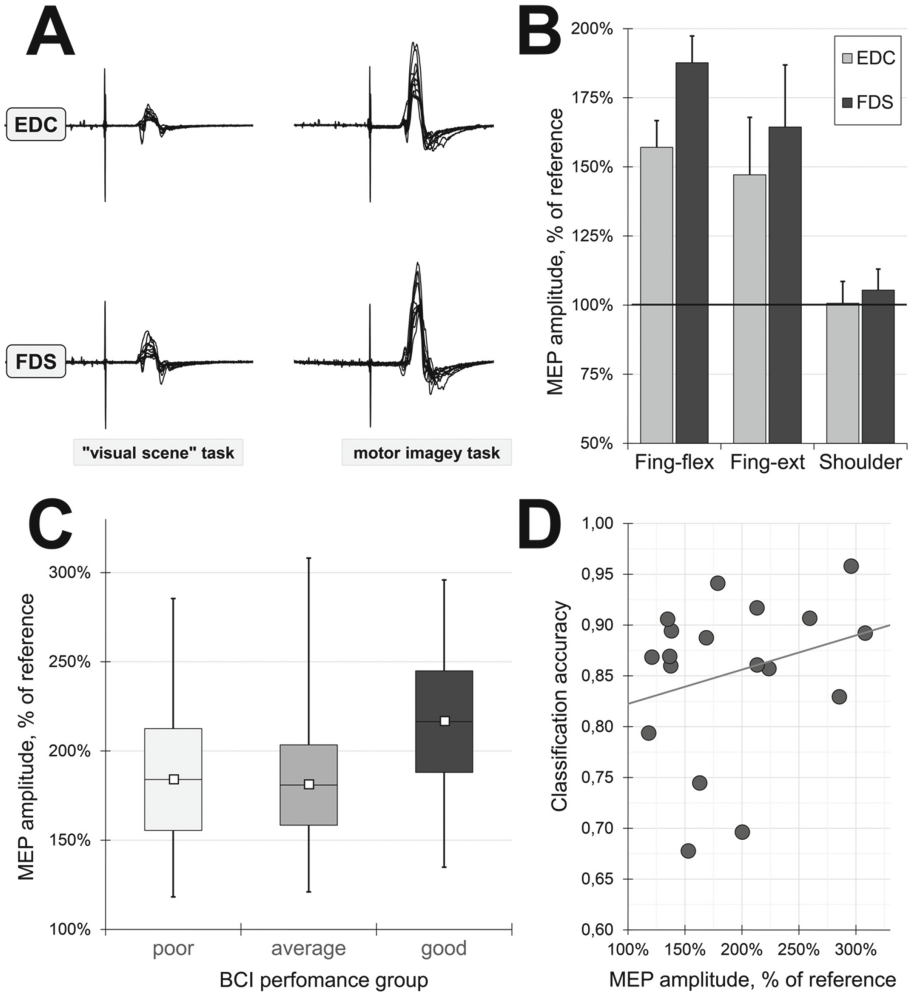 A
EDC
FDS
"visual scene" task
motor imagey task
B
MEP amplitude, % of reference
200%
175%
150%
125%
100%
75%
50%
EDC
FDS
Fing-flex
Fing-ext
Shoulder
C
MEP amplitude, % of reference
300%
250%
200%
150%
100%
poor
average
good
BCI perfomance group
D
Classification accuracy
1,00
0,95
0,90
0,85
0,80
0,75
0,70
0,65
0,60
100%
150%
200%
250%
300%
MEP amplitude, % of reference